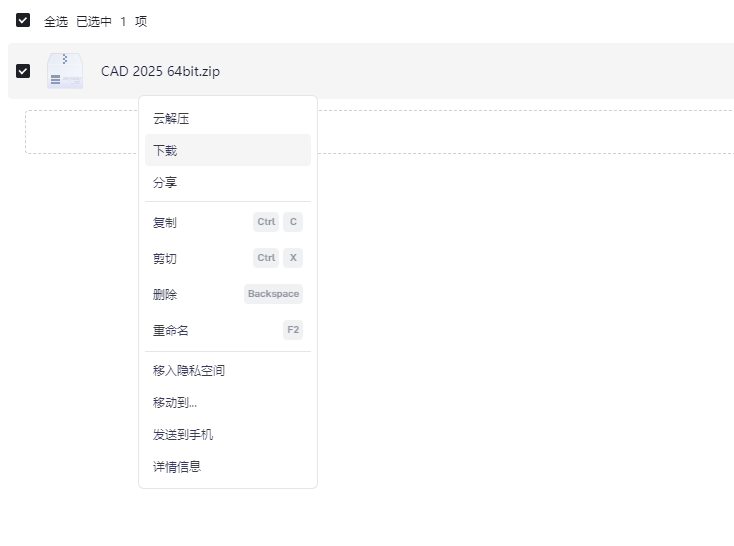 全选 已选中 1 项
CAD 2025 64bit.zip
云解压
下载
分享
复制 Ctrl C
剪切 Ctrl X
删除 Backspace
重命名 F2
移入隐私空间
移动到...
发送到手机
详情信息